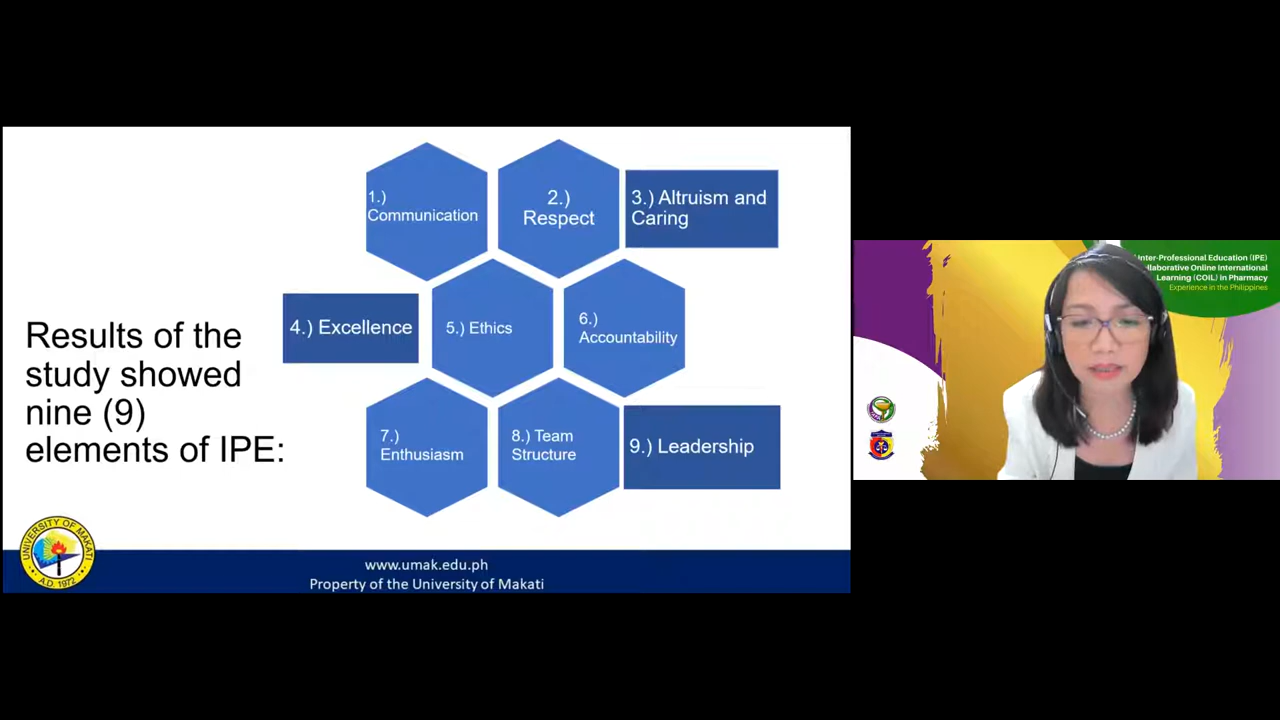 1.)
Communication
2.)
Respect
3.) Altruism and
Caring
4.) Excellence
5.) Ethics
6.)
Accountability
Results of the
study showed
nine (9)
elements of IPE:
7.)
Enthusiasm
8.) Team
Structure
9.) Leadership
UNIVERSITY OF MAKATI
A.D. 1972
www.umak.edu.ph
Property of the University of Makati
Inter-Professional Education (IPE)
llaborative Online International
Learning (COIL) in Pharmacy
Experience in the Philippines